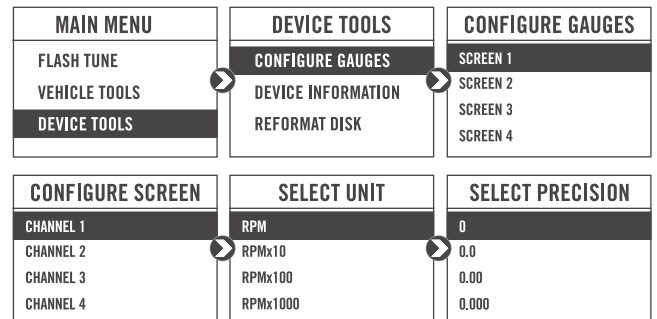 MAIN MENU
FLASH TUNE
VEHICLE TOOLS
DEVICE TOOLS
DEVICE TOOLS
CONFIGURE GAUGES
DEVICE INFORMATION
REFORMAT DISK
CONFIGURE GAUGES
SCREEN 1
SCREEN 2
SCREEN 3
SCREEN 4
CONFIGURE SCREEN
CHANNEL 1
CHANNEL 2
CHANNEL 3
CHANNEL 4
SELECT UNIT
RPM
RPMx10
RPMx100
RPMx1000
SELECT PRECISION
0
0.0
0.00
0.000